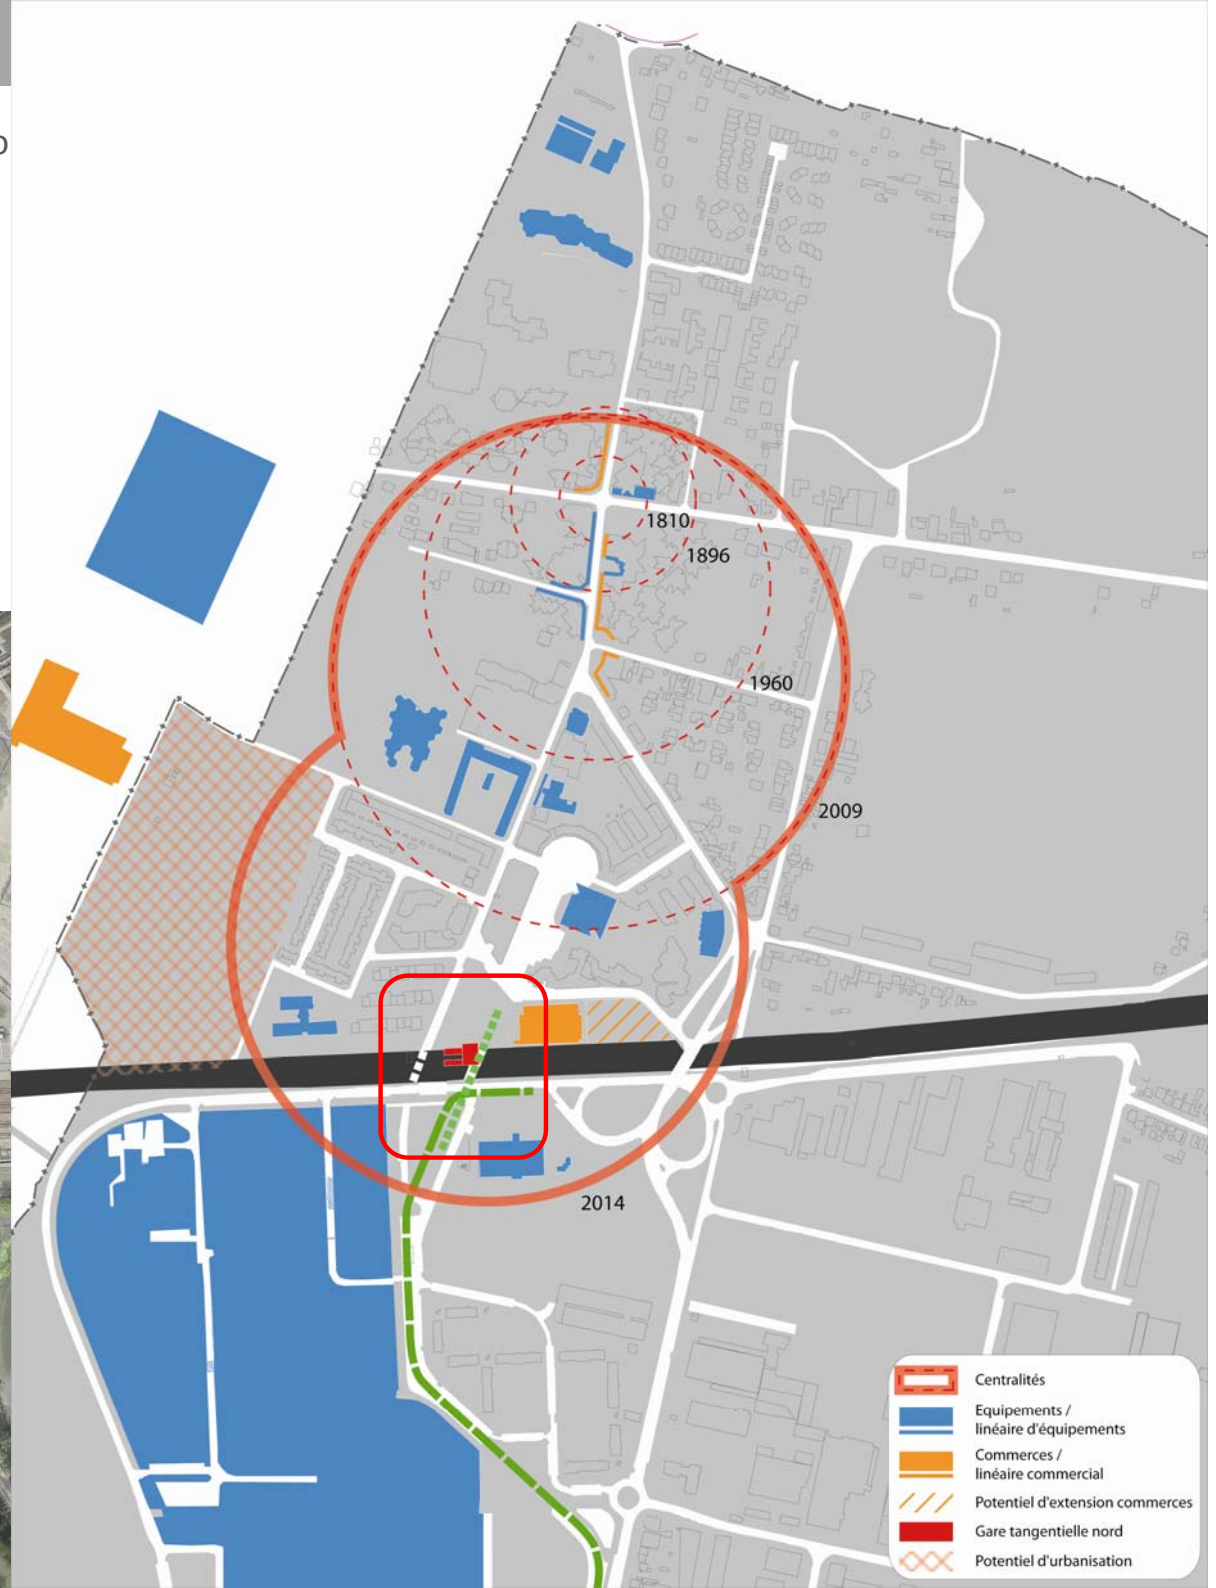 1810
1896
1960
2009
2014
Centralités
Equipements /
linéaire d'équipements
Commerces /
linéaire commercial
Potentiel d'extension commerces
Gare tangentielle nord
Potentiel d'urbanisation